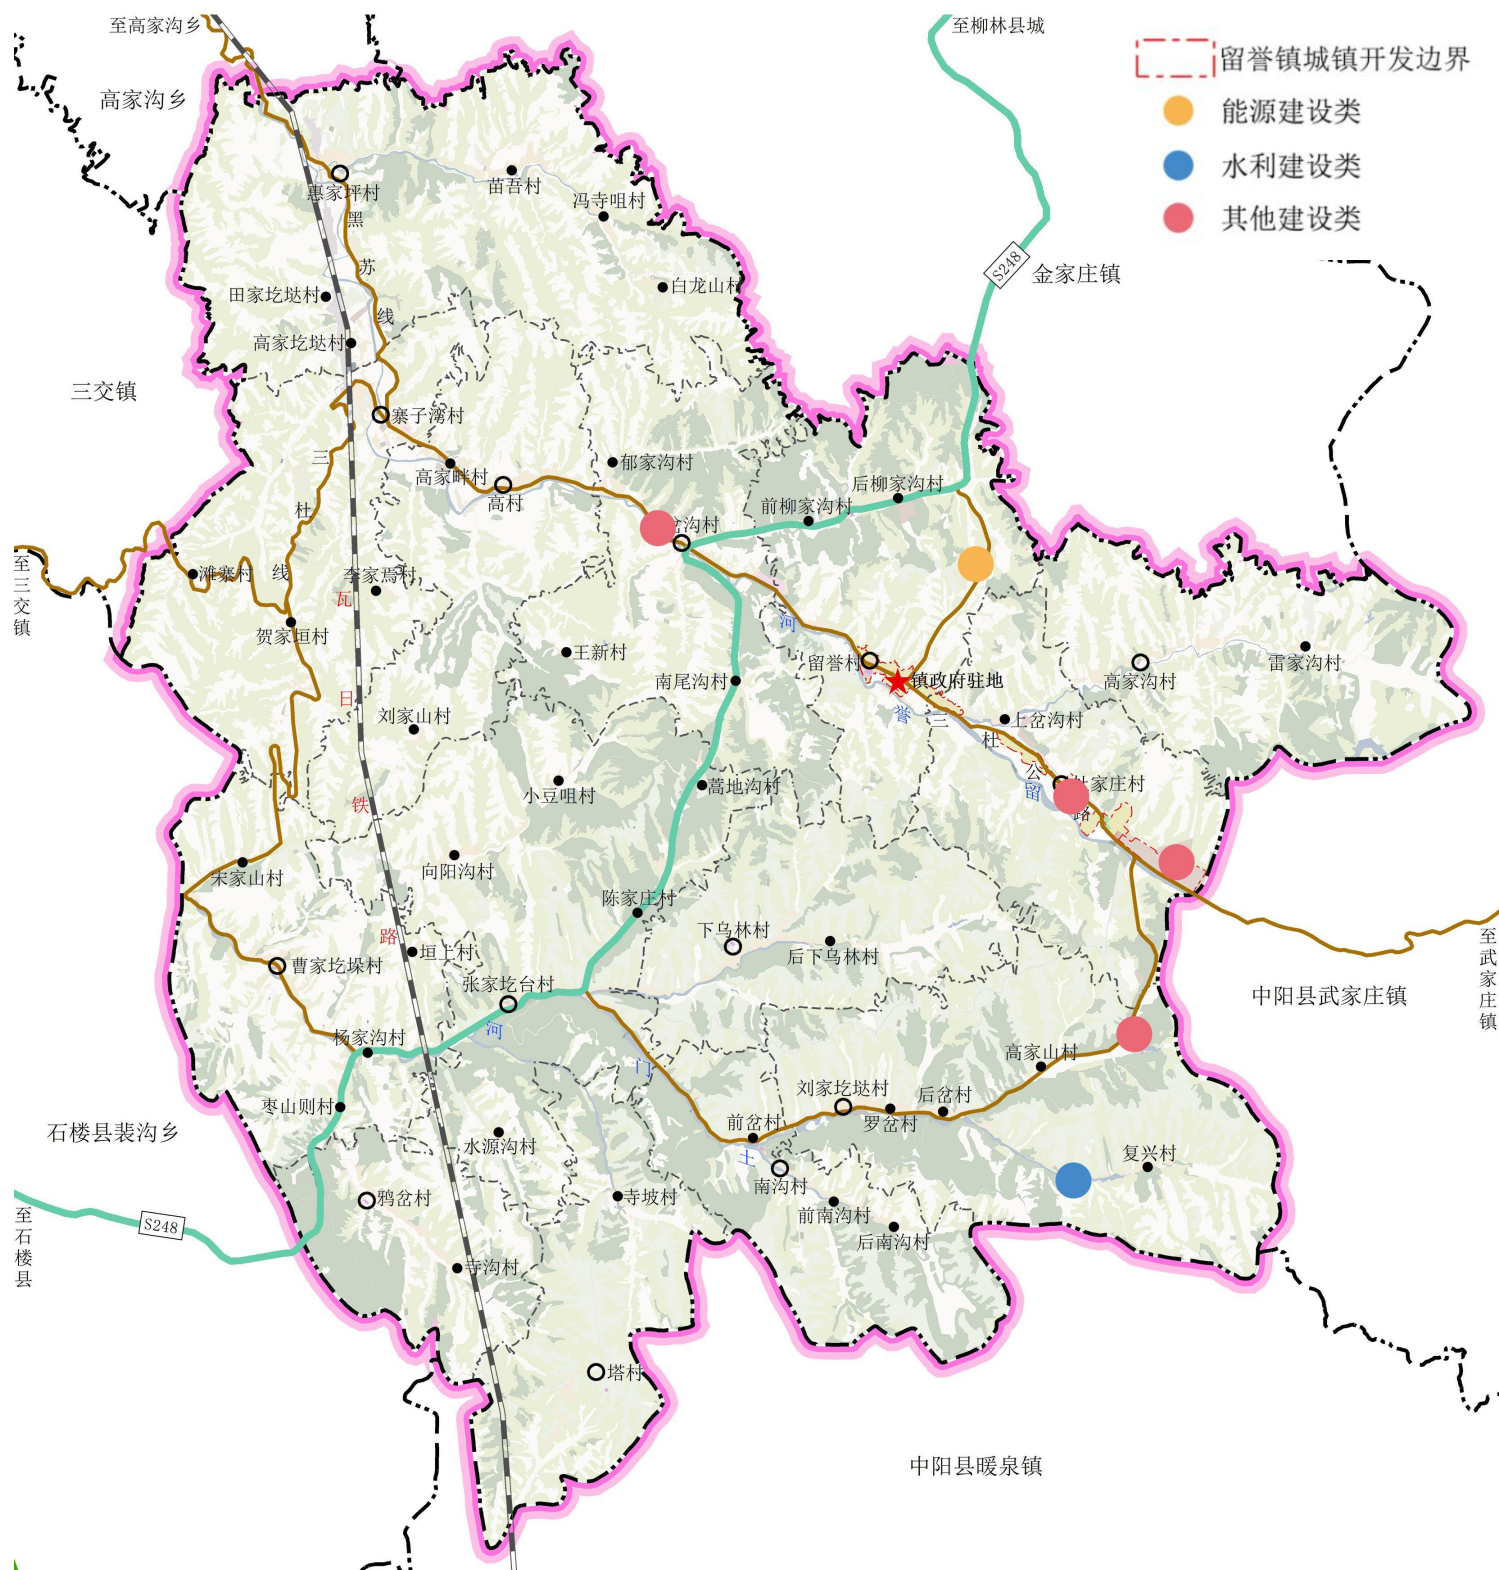 至高家沟乡
至柳林县城
留誉镇城镇开发边界
高家沟乡
能源建设类
水利建设类
其他建设类
惠家坪村
苗吾村
冯寺咀村
黑
苏
线
金家庄镇
S248
白龙山村
田家圪垯村
高家圪垯村
三交镇
寨子湾村
三
杜
线
高家畔村
高村
郁家沟村
后柳家沟村
前柳家沟村
岔沟村
至三交镇
滩寨村
李家焉村
瓦
日
铁
路
贺家垣村
河
王新村
留誉村
镇政府驻地
高家沟村
雷家沟村
南尾沟村
刘家山村
誉
三
杜
公
路
上岔沟村
留
杜家庄村
小豆咀村
蒿地沟村
宋家山村
向阳沟村
陈家庄村
下乌林村
后下乌林村
至武家庄镇
曹家圪垛村
垣上村
张家圪台村
中阳县武家庄镇
河
杨家沟村
高家山村
门
枣山则村
刘家圪垯村
后岔村
罗岔村
石楼县裴沟乡
水源沟村
前岔村
土
复兴村
南沟村
鸦岔村
寺坡村
前南沟村
S248
至石楼县
后南沟村
寺沟村
塔村
中阳县暖泉镇